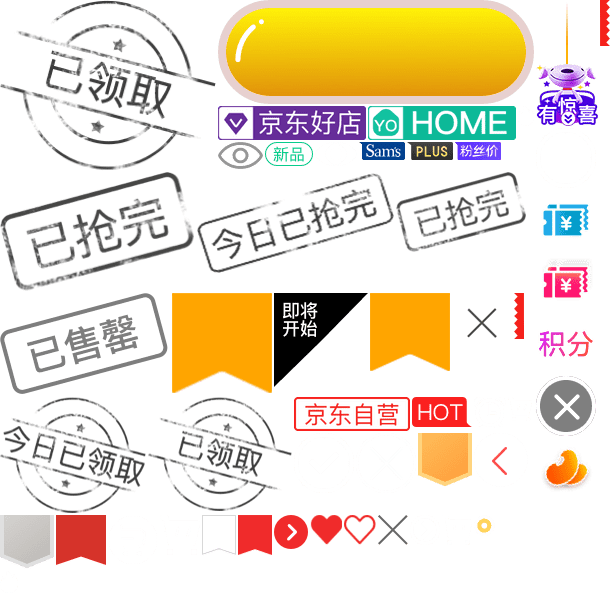 已领取
京东好店
YO HOME
新品
Sam's
PLUS
粉丝价
有惊喜
已抢完
今日已抢完
已抢完
¥
¥
已售罄
即将
开始
积分
京东自营
HOT
今日已领取
已领取